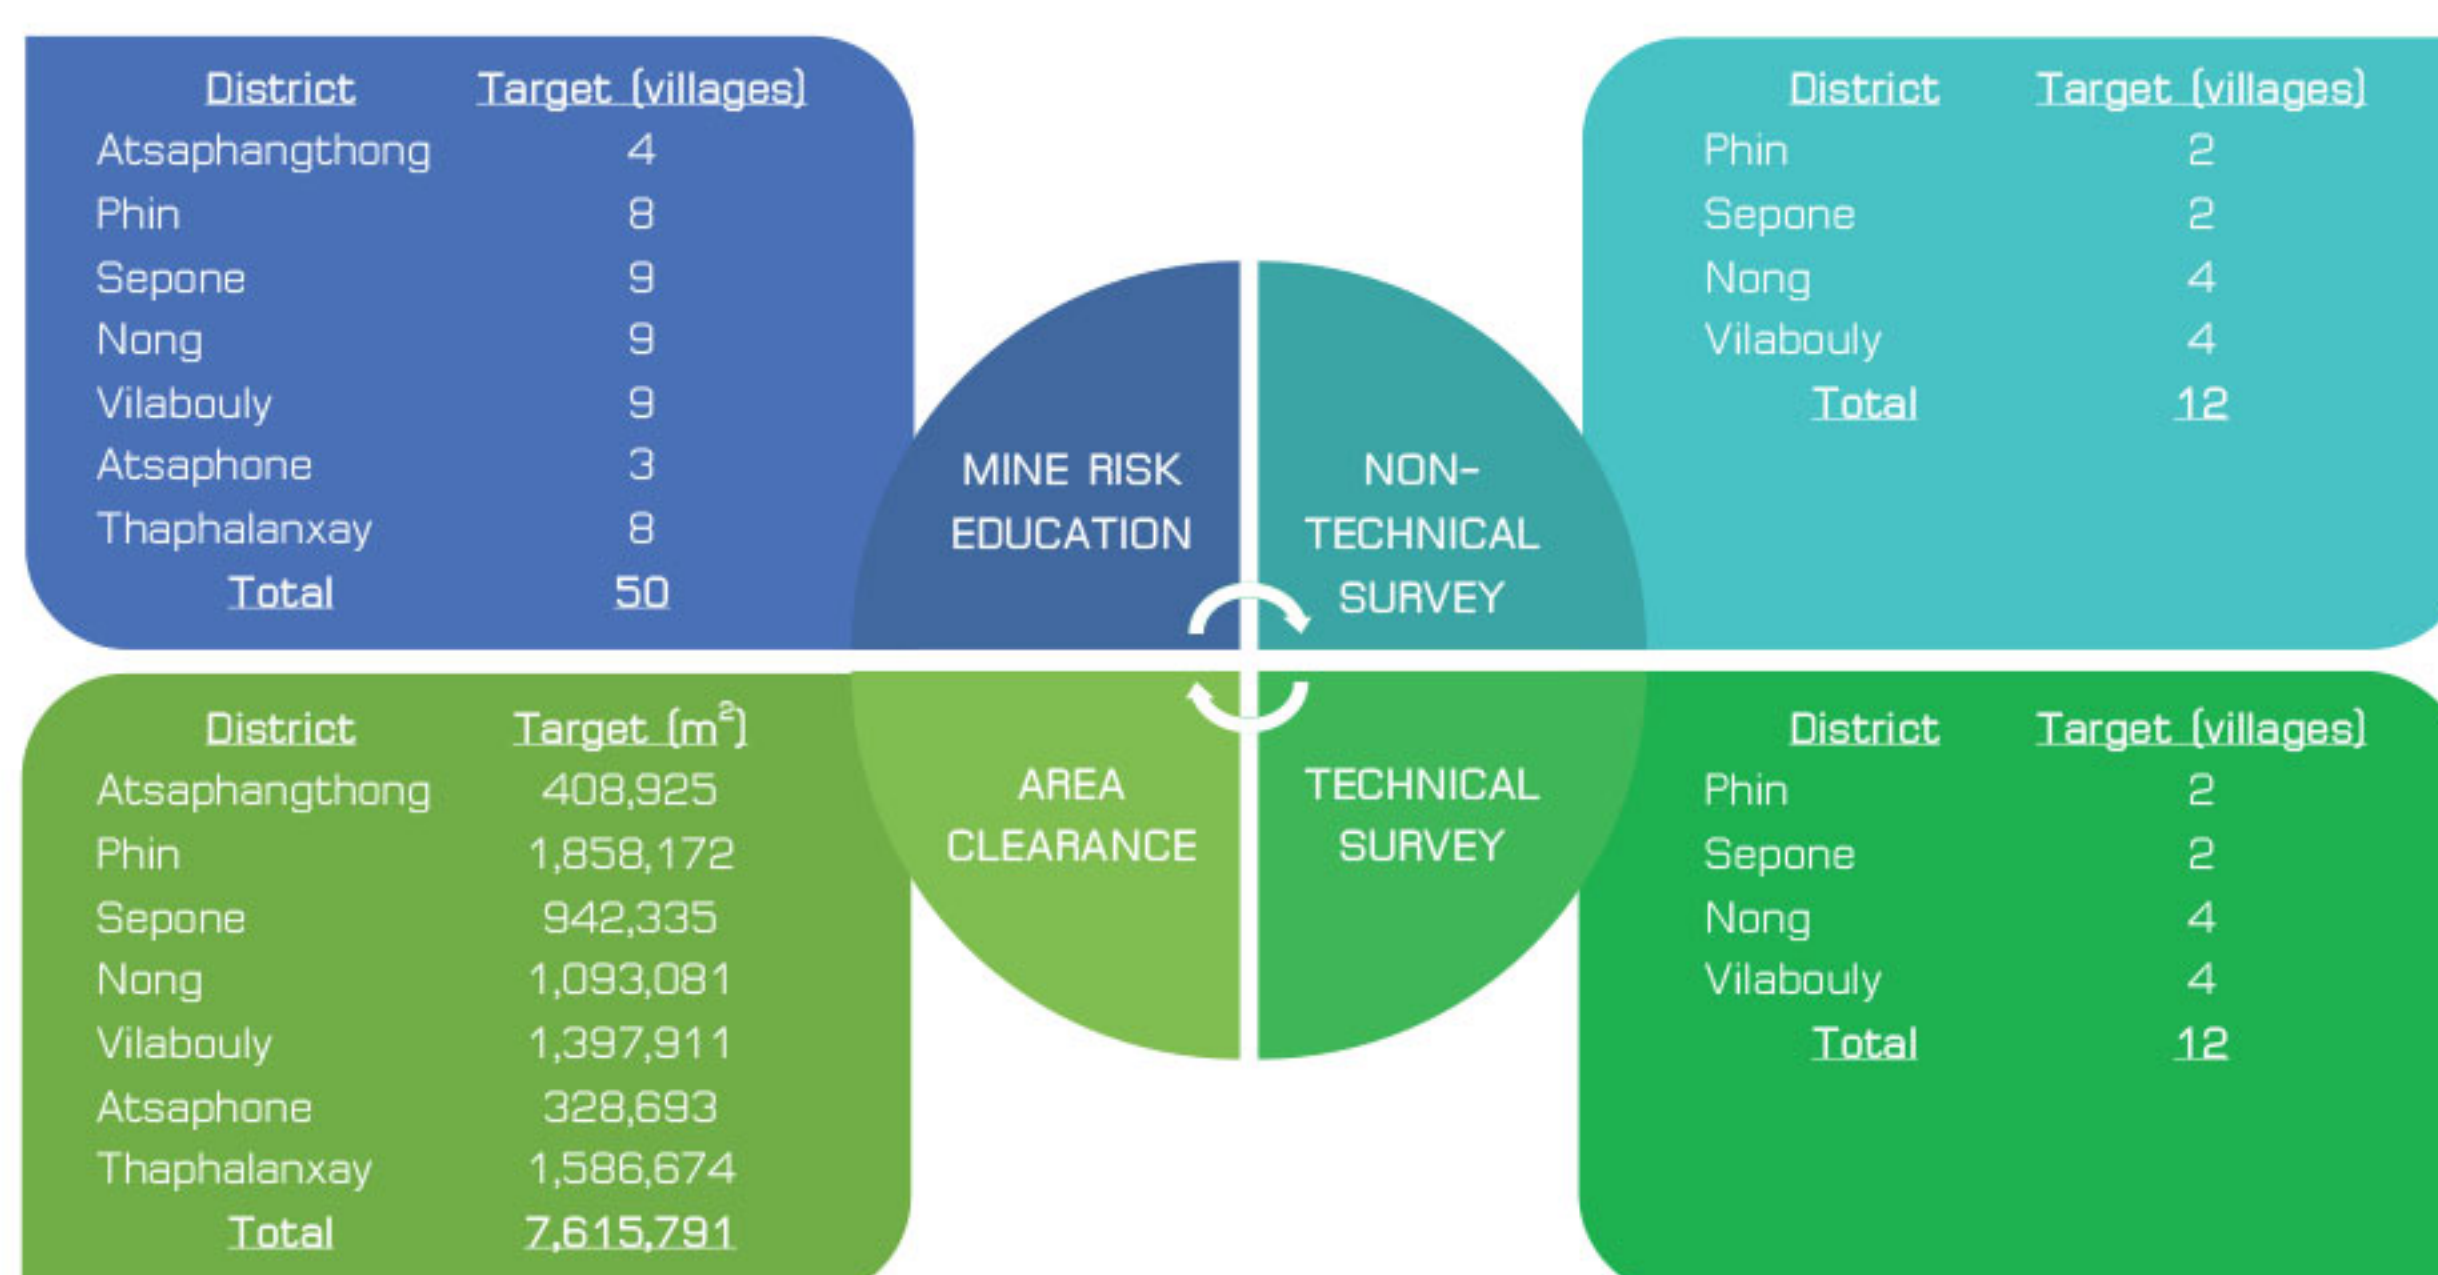 District Target (villages)
Atsaphangthong 4
Phin 8
Sepone 9
Nong 9
Vilabouly 9
Atsaphone 3
Thaphalanxay 8
Total 50
MINE RISK
EDUCATION
NON-
TECHNICAL
SURVEY
District Target (villages)
Phin 2
Sepone 2
Nong 4
Vilabouly 4
Total 12
District Target (m²)
Atsaphangthong 408,925
Phin 1,858,172
Sepone 942,335
Nong 1,093,081
Vilabouly 1,397,911
Atsaphone 328,693
Thaphalanxay 1,586,674
Total 7,615,791
AREA
CLEARANCE
TECHNICAL
SURVEY
District Target (villages)
Phin 2
Sepone 2
Nong 4
Vilabouly 4
Total 12